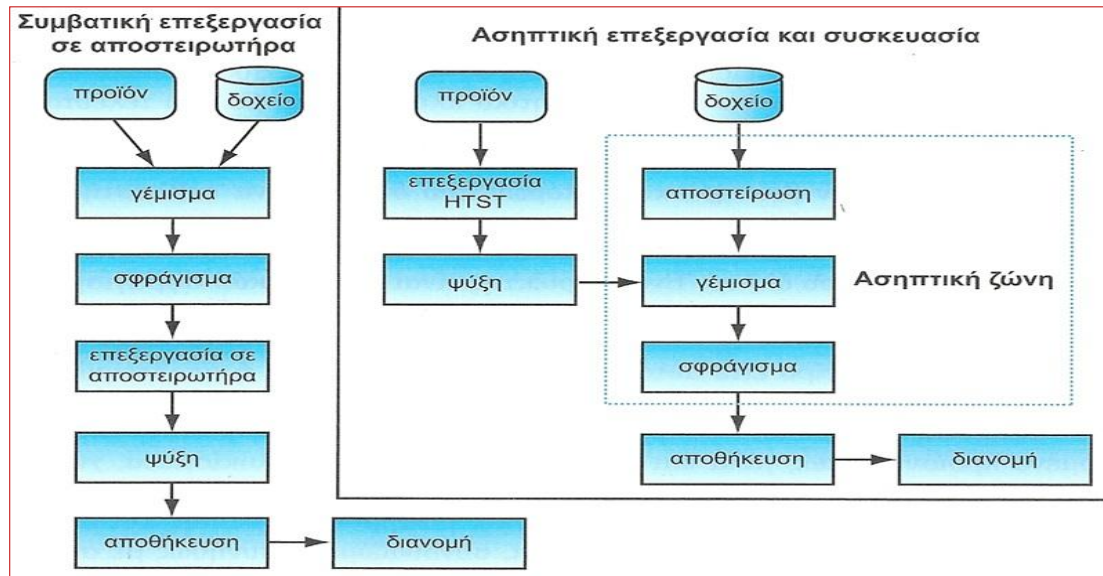 Συμβατική επεξεργασία
σε αποστειρωτήρα
προϊόν
δοχείο
γέμισμα
σφράγισμα
επεξεργασία σε
αποστειρωτήρα
ψύξη
αποθήκευση
διανομή
Ασηπτική επεξεργασία και συσκευασία
προϊόν
δοχείο
επεξεργασία
HTST
αποστείρωση
ψύξη
γέμισμα
Ασηπτική ζώνη
σφράγισμα
αποθήκευση
διανομή